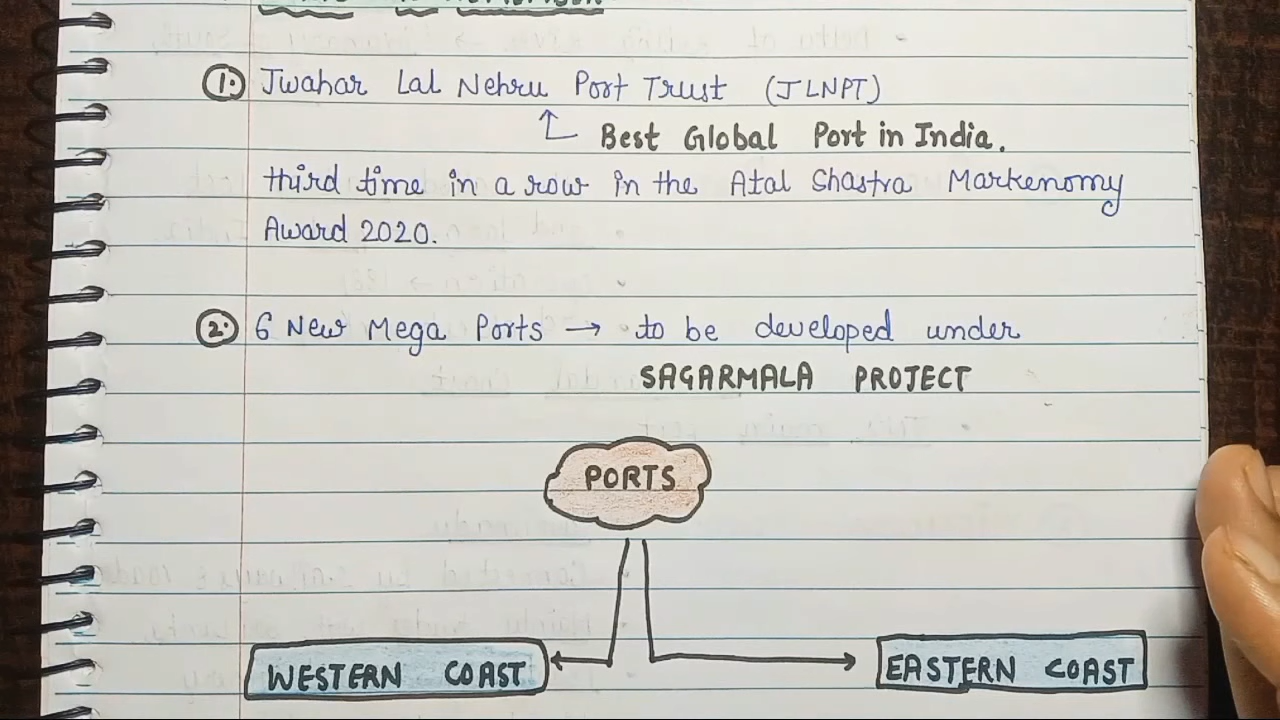 1. Jwahar Lal Nehru Port Trust (JLNPT)
Best Global Port in India.
third time in a row in the Atal Shastra Markenomy
Award 2020.
2. 6 New Mega Ports → to be developed under
SAGARMALA PROJECT
PORTS
WESTERN COAST
EASTERN COAST